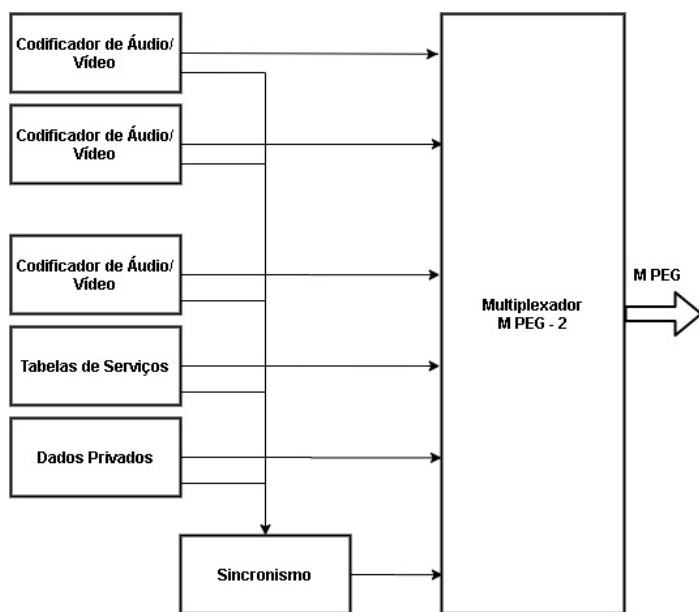 Codificador de Áudio/
Vídeo
Codificador de Áudio/
Vídeo
Codificador de Áudio/
Vídeo
Tabelas de Serviços
Dados Privados
Sincronismo
Multiplexador
M PEG - 2
M PEG